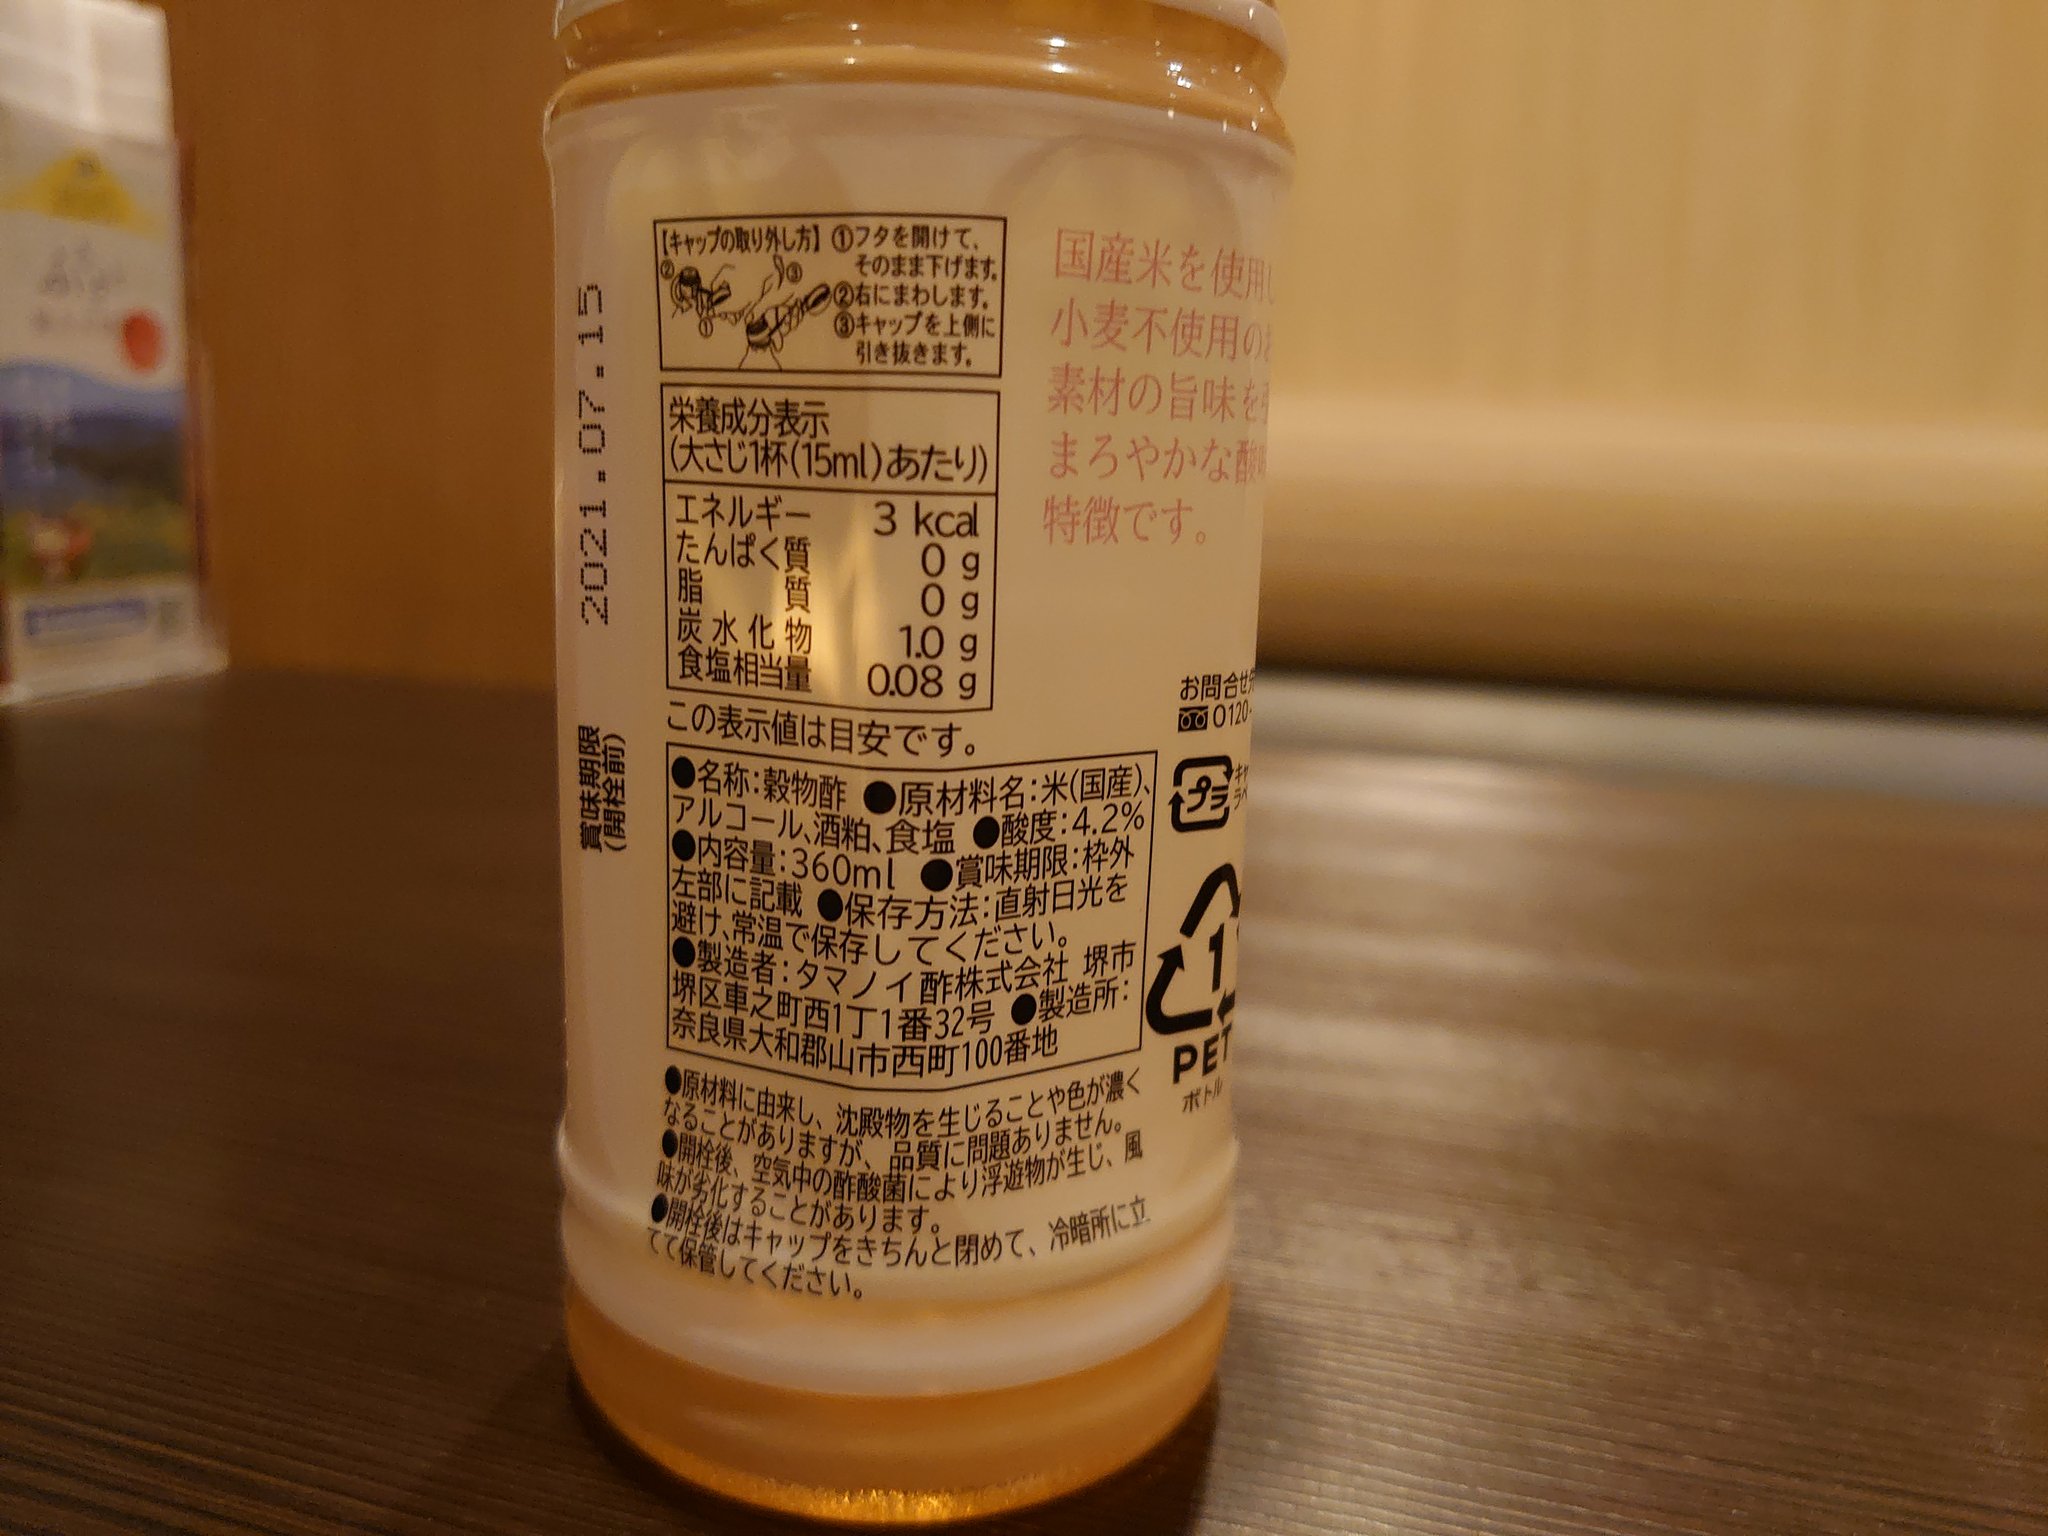 【キャップの取り外し方】
①フタを開けて、
そのまま下げます。
②右にまわします。
③キャップを上側に
引き抜きます。
②
③
①
栄養成分表示
(大さじ1杯(15ml)あたり)
エネルギー 3 kcal
たんぱく質 0 g
脂質 0 g
炭水化物 1.0 g
食塩相当量 0.08 g
この表示値は目安です。
●名称:穀物酢 ●原材料名:米(国産)、
アルコール、酒粕、食塩 ●酸度:4.2%
●内容量:360ml ●賞味期限:枠外
左部に記載 ●保存方法:直射日光を
避け、常温で保存してください。
●製造者:タマノイ酢株式会社 堺市
堺区車之町西1丁1番32号 ●製造所:
奈良県大和郡山市西町100番地
●原材料に由来し、沈殿物を生じることや色が濃く
なることがありますが、品質に問題ありません。
●開栓後、空気中の酢酸菌により浮遊物が生じ、風
味が劣化することがあります。
●開栓後はキャップをきちんと閉めて、冷暗所に立
てて保管してください。
賞味期限
(開栓前)
2021.07.15
国産米を使用し
小麦不使用の
素材の旨味を
まろやかな酸味
特徴です。
お問合せ
0120-
プラ
キャ
ラベ
1
PET
ボトル